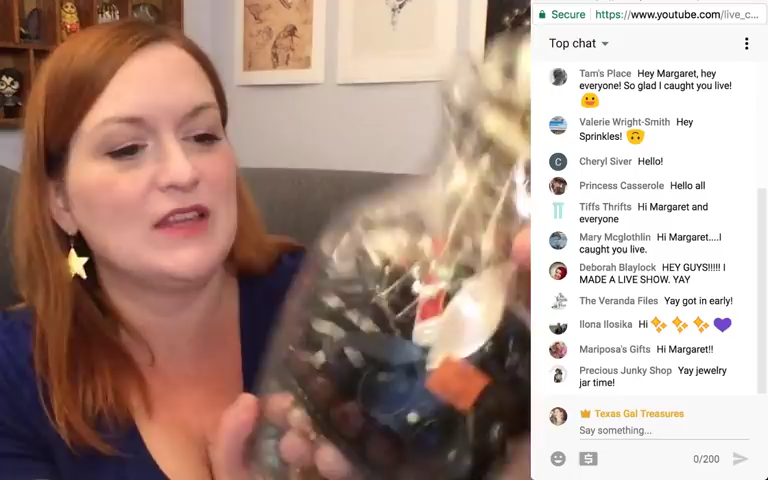 Secure https://www.youtube.com/live_c...
Top chat
Tam's Place Hey Margaret, hey
everyone! So glad I caught you live!
Valerie Wright-Smith Hey
Sprinkles!
C Cheryl Siver Hello!
Princess Casserole Hello all
Tiffs Thrifts Hi Margaret and
everyone
Mary Mcglothlin Hi Margaret....I
caught you live.
Deborah Blaylock HEY GUYS!!!!! I
MADE A LIVE SHOW. YAY
The Veranda Files Yay got in early!
Ilona Ilosika Hi
Mariposa's Gifts Hi Margaret!!
Precious Junky Shop Yay jewelry
jar time!
Texas Gal Treasures
Say something...
0/200